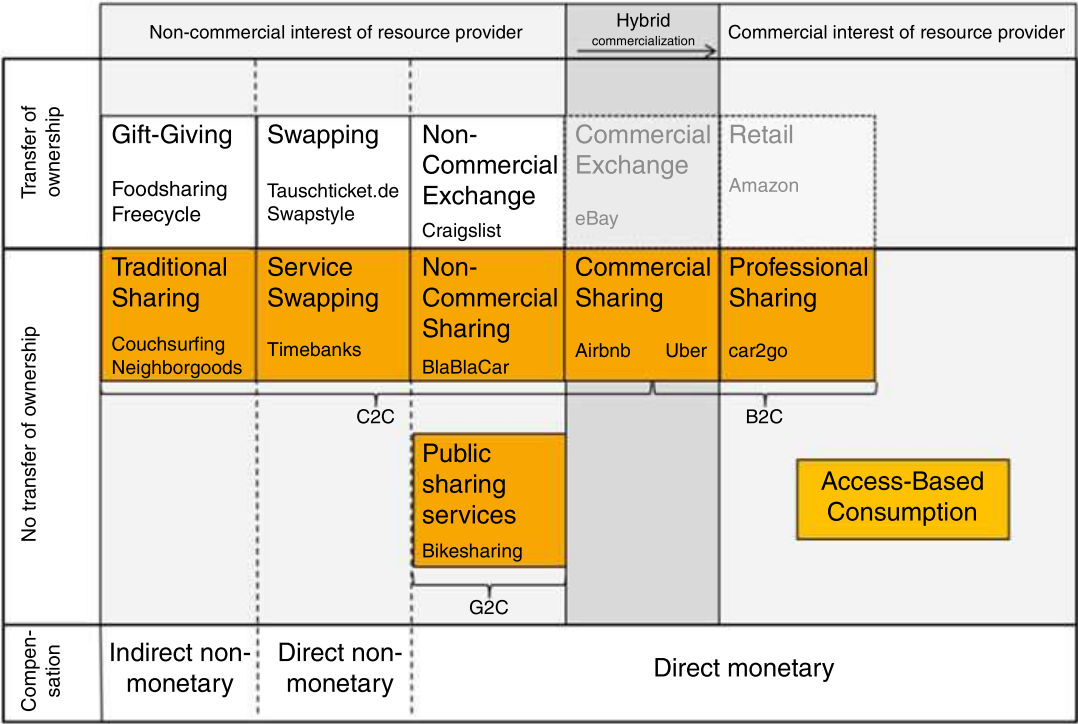 Non-commercial interest of resource provider
Hybrid
commercialization
Commercial interest of resource provider
Transfer of
ownership
Gift-Giving
Foodsharing
Freecycle
Swapping
Tauschticket.de
Swapstyle
Non-
Commercial
Exchange
Craigslist
Commercial
Exchange
eBay
Retail
Amazon
No transfer of ownership
Traditional
Sharing
Couchsurfing
Neighborgoods
Service
Swapping
Timebanks
Non-
Commercial
Sharing
BlaBlaCar
Commercial
Sharing
Airbnb Uber
Professional
Sharing
car2go
C2C
B2C
Public
sharing
services
Bikesharing
G2C
Access-Based
Consumption
Compen-
sation
Indirect non-
monetary
Direct non-
monetary
Direct monetary